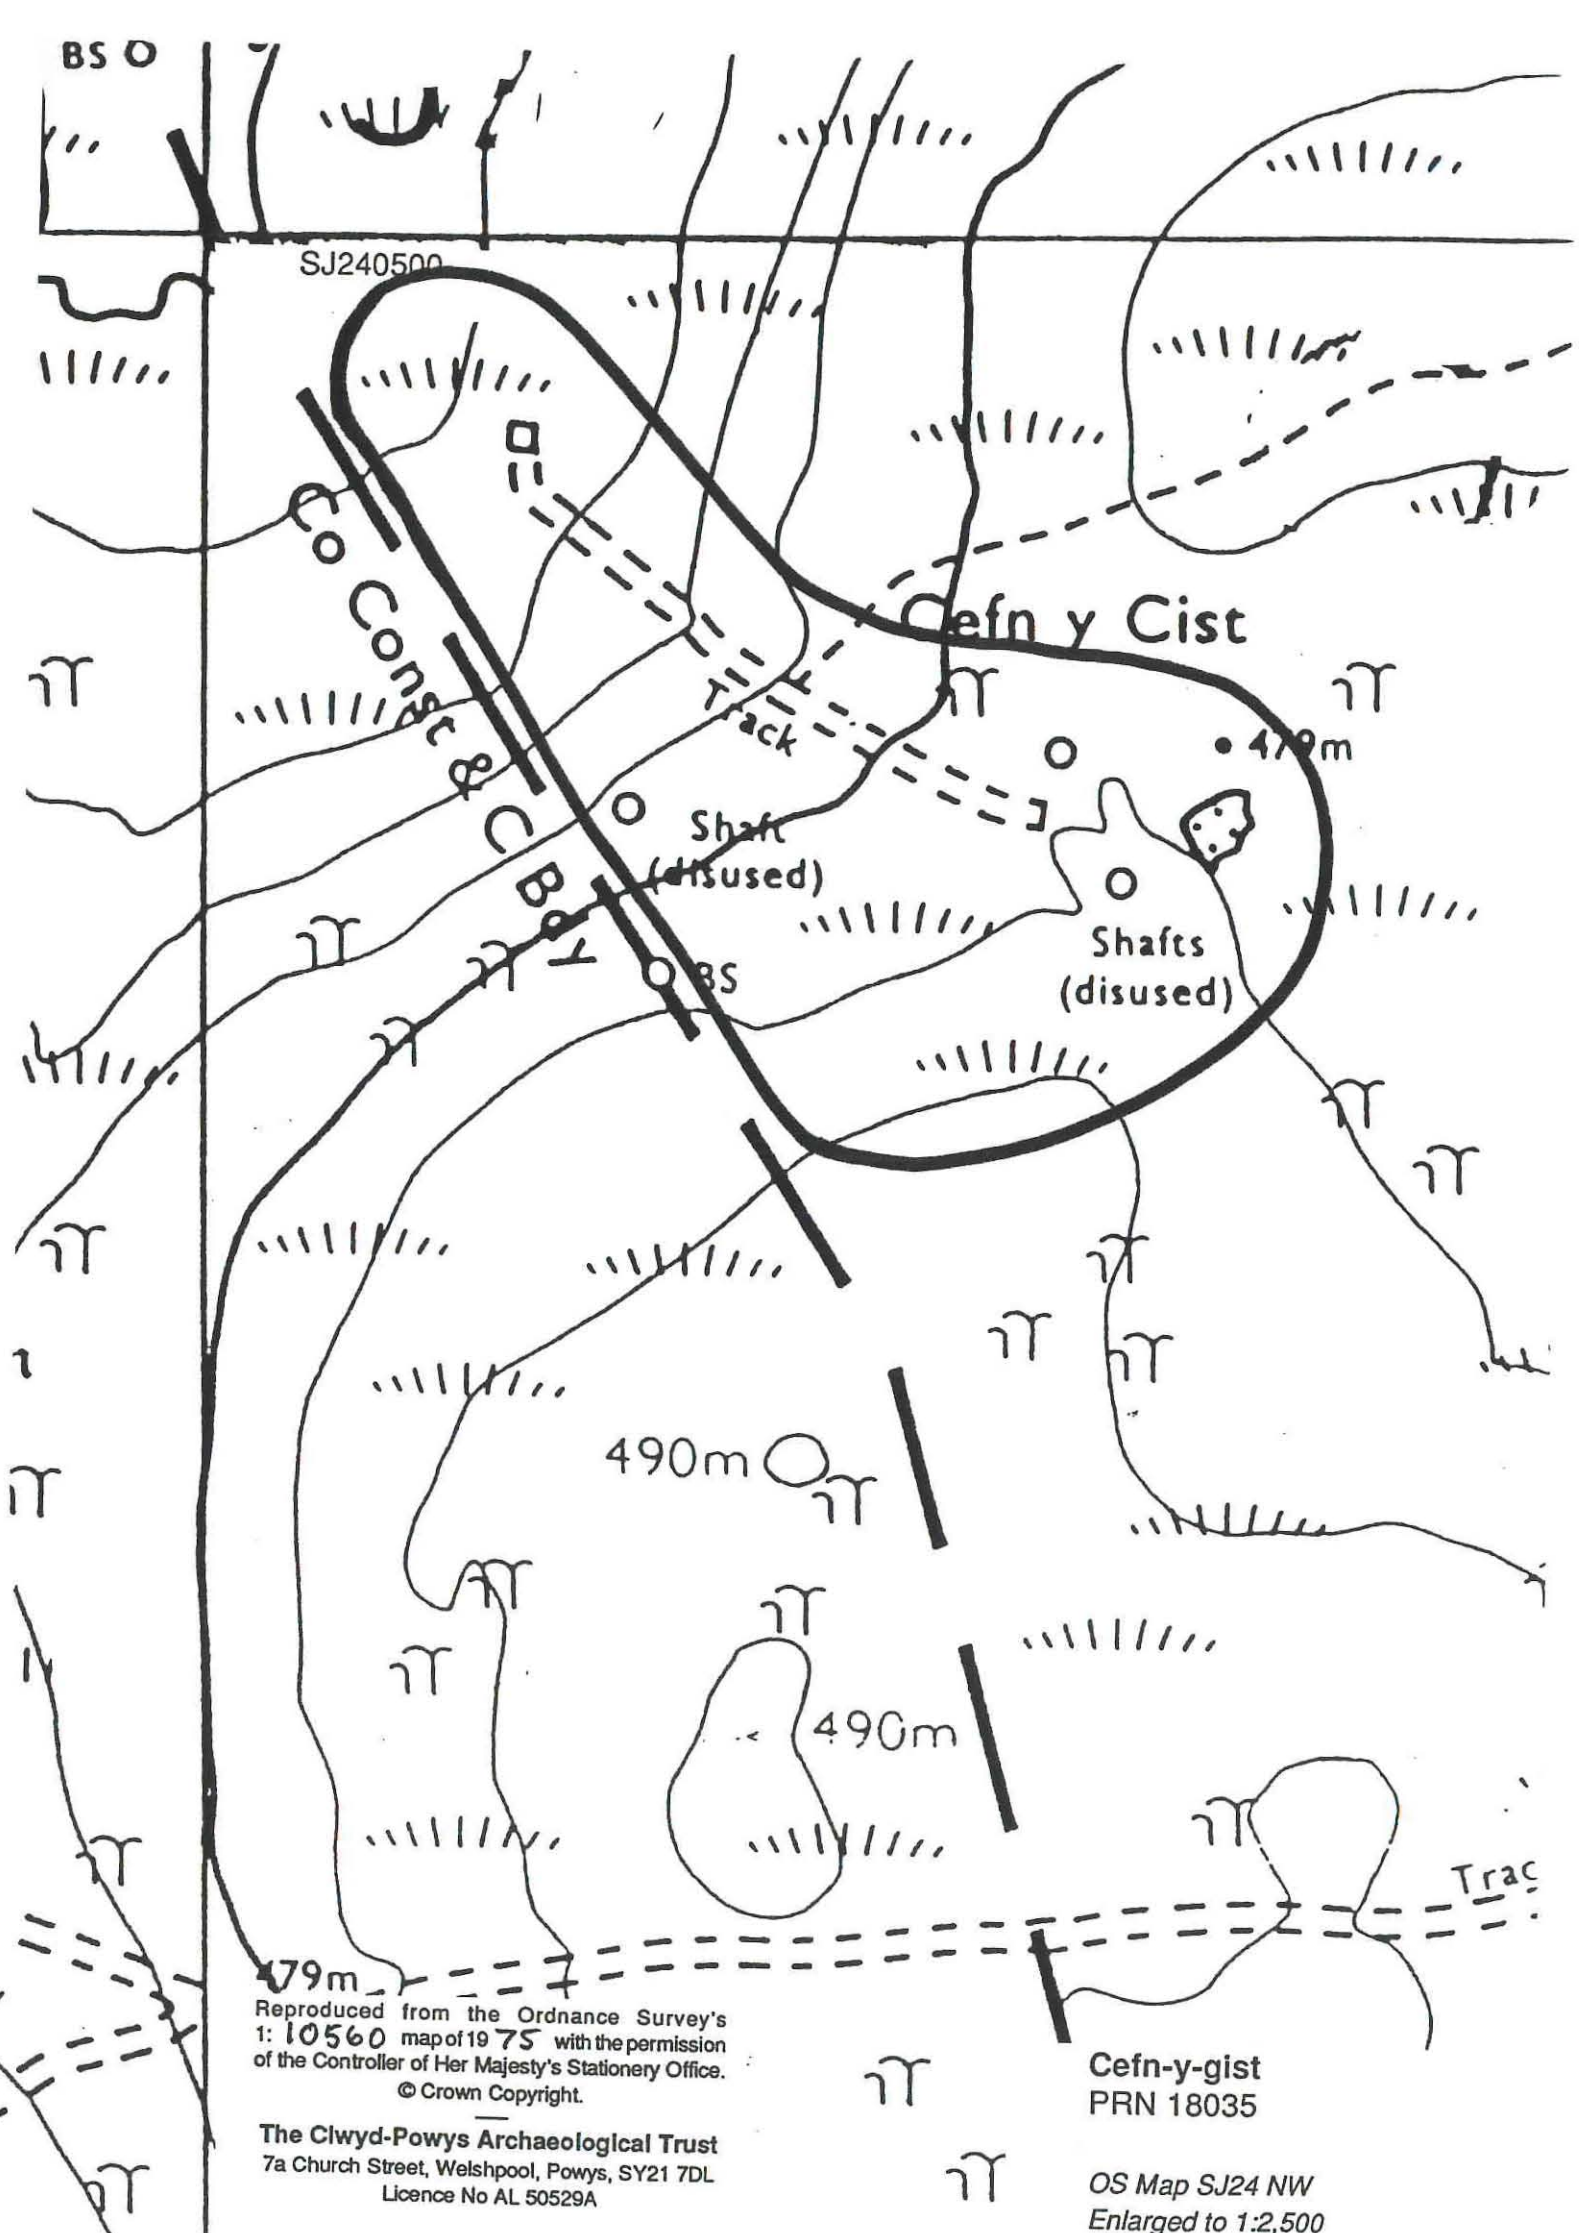 BS
SJ240500
Co Const & C Bdy
Cefn y Cist
Track
479m
Shaft
(disused)
Shafts
(disused)
BS
490m
490m
Trac
479m
Reproduced from the Ordnance Survey's
1: 10560 map of 19 75 with the permission
of the Controller of Her Majesty's Stationery Office.
© Crown Copyright.
The Clwyd-Powys Archaeological Trust
7a Church Street, Welshpool, Powys, SY21 7DL
Licence No AL 50529A
Cefn-y-gist
PRN 18035
OS Map SJ24 NW
Enlarged to 1:2,500